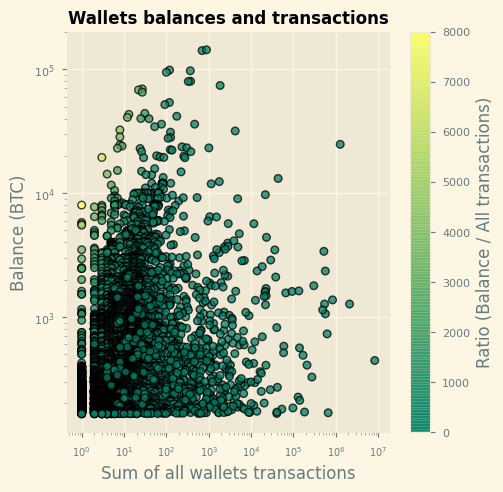 Wallets balances and transactions
Balance (BTC)
10⁵
10⁴
10³
10⁰ 10¹ 10² 10³ 10⁴ 10⁵ 10⁶ 10⁷
Sum of all wallets transactions
8000
7000
6000
5000
4000
3000
2000
1000
0
Ratio (Balance / All transactions)